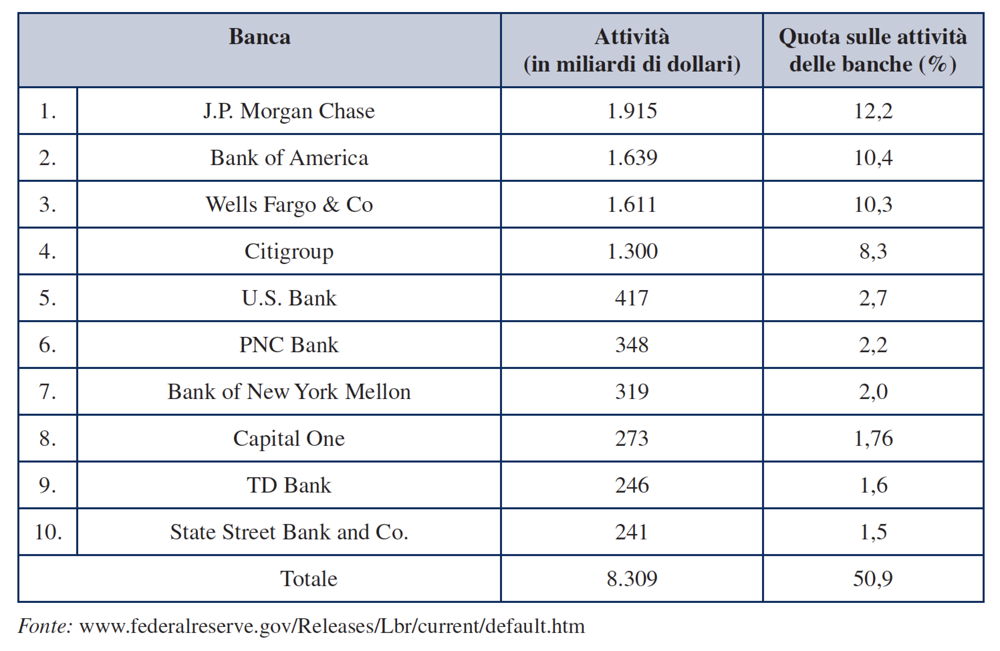 Banca Attività Quota sulle attività
(in miliardi di dollari) delle banche (%)
1. J.P. Morgan Chase 1.915 12,2
2. Bank of America 1.639 10,4
3. Wells Fargo & Co 1.611 10,3
4. Citigroup 1.300 8,3
5. U.S. Bank 417 2,7
6. PNC Bank 348 2,2
7. Bank of New York Mellon 319 2,0
8. Capital One 273 1,76
9. TD Bank 246 1,6
10. State Street Bank and Co. 241 1,5
Totale 8.309 50,9
Fonte: www.federalreserve.gov/Releases/Lbr/current/default.htm